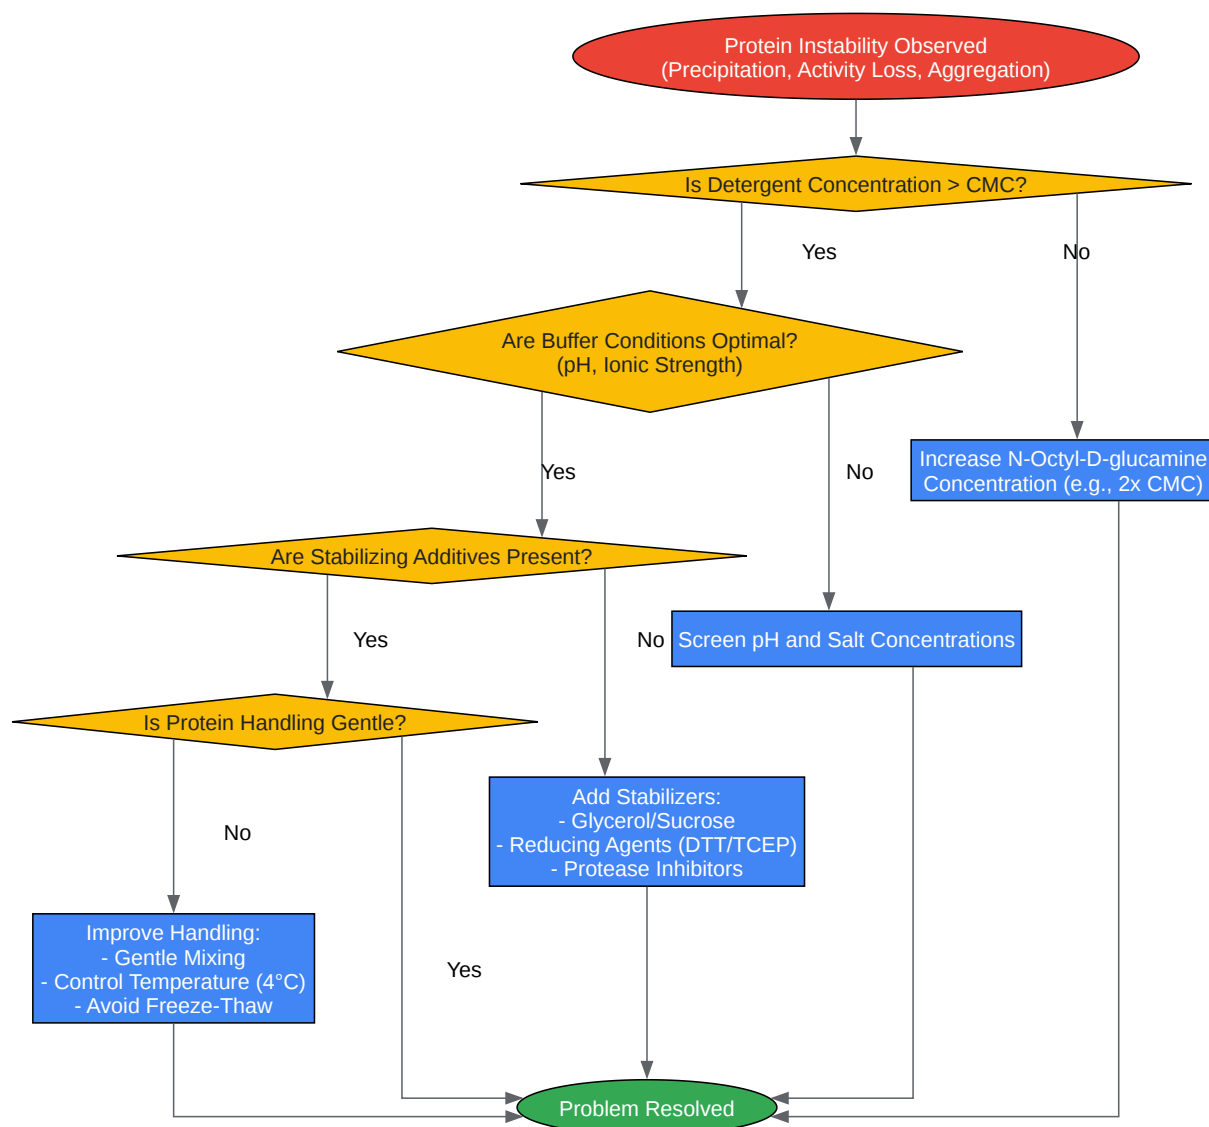 Protein Instability Observed
(Precipitation, Activity Loss, Aggregation)
Is Detergent Concentration > CMC?
Yes
No
Are Buffer Conditions Optimal?
(pH, Ionic Strength)
Increase N-Octyl-D-glucamine
Concentration (e.g., 2x CMC)
Yes
No
Are Stabilizing Additives Present?
Yes
No
Screen pH and Salt Concentrations
Is Protein Handling Gentle?
Add Stabilizers:
- Glycerol/Sucrose
- Reducing Agents (DTT/TCEP)
- Protease Inhibitors
No
Improve Handling:
- Gentle Mixing
- Control Temperature (4°C)
- Avoid Freeze-Thaw
Yes
Problem Resolved